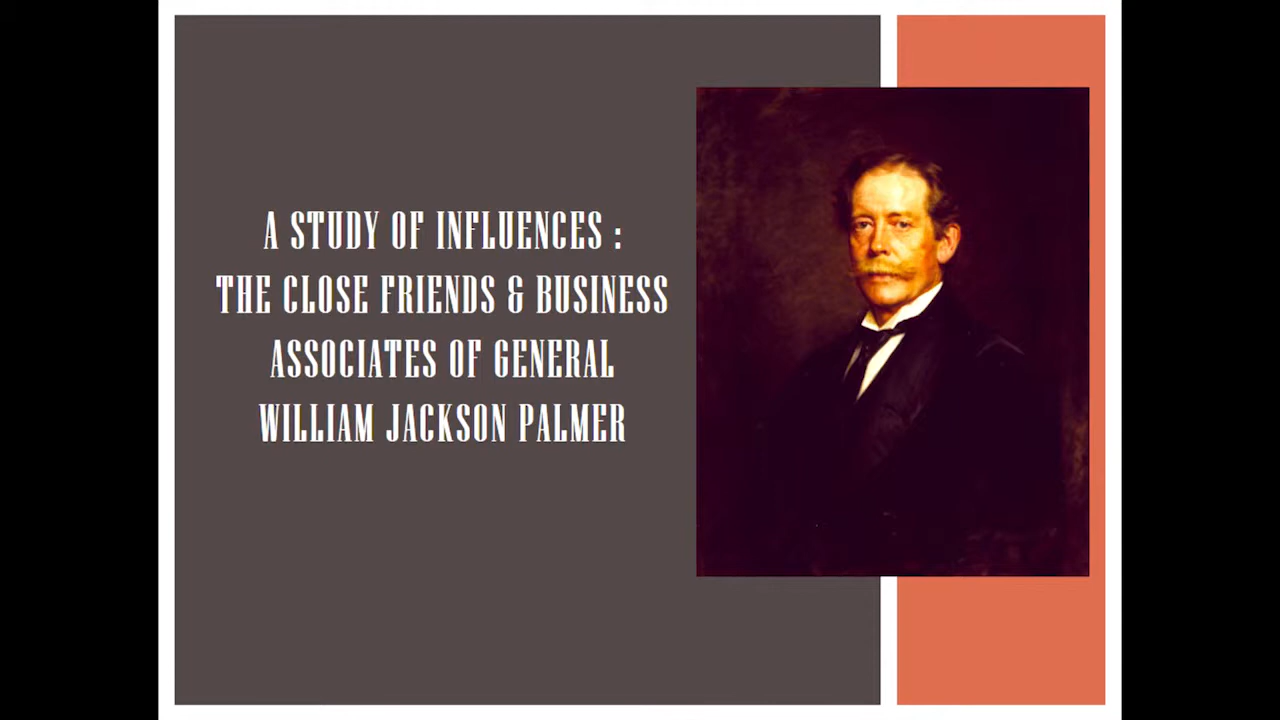 A STUDY OF INFLUENCES :
THE CLOSE FRIENDS & BUSINESS
ASSOCIATES OF GENERAL
WILLIAM JACKSON PALMER